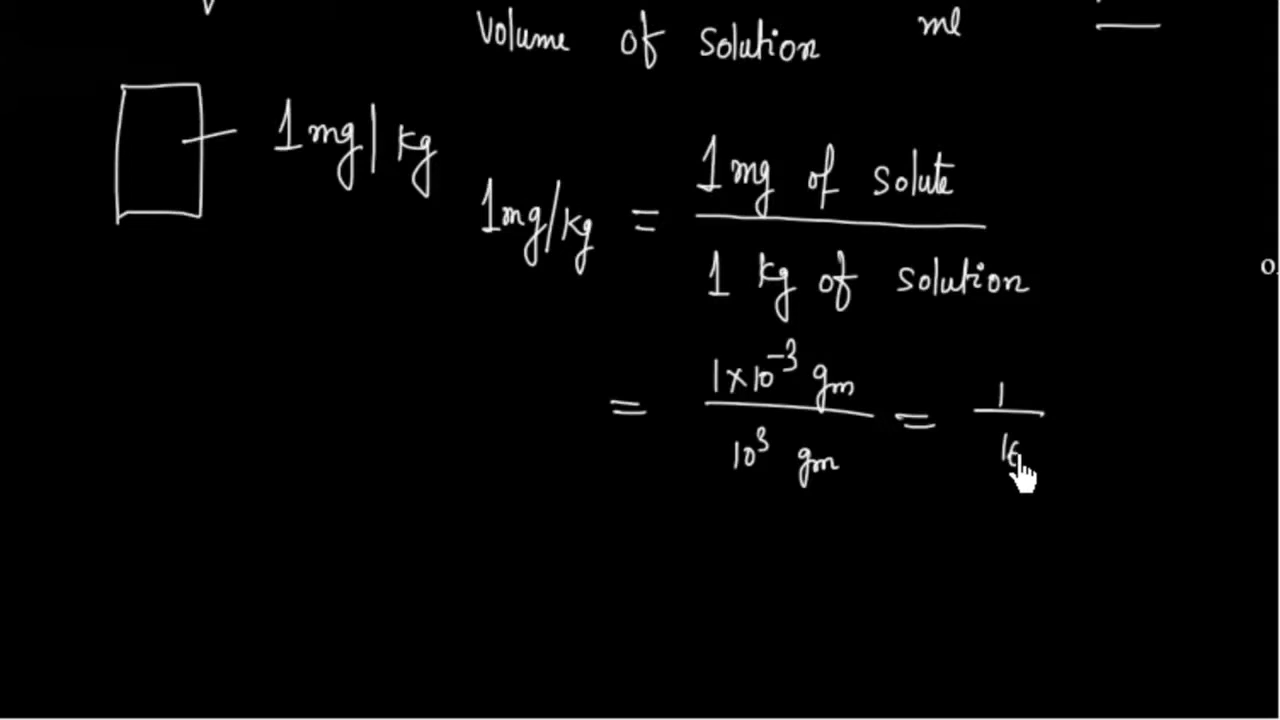 Volume of solution ml
1mg/kg
1mg/kg = 1mg of solute
1 kg of solution
= 1×10⁻³ gm = 1
10³ gm